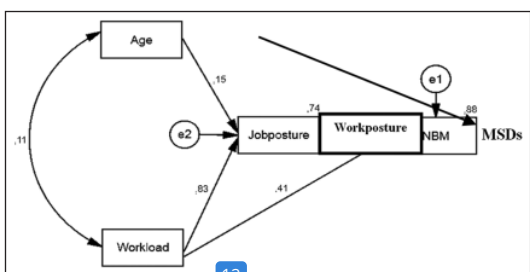 Age
e1
,15
,74
,88
e2
Jobposture
Workposture
NBM
MSDs
,11
,83
,41
Workload